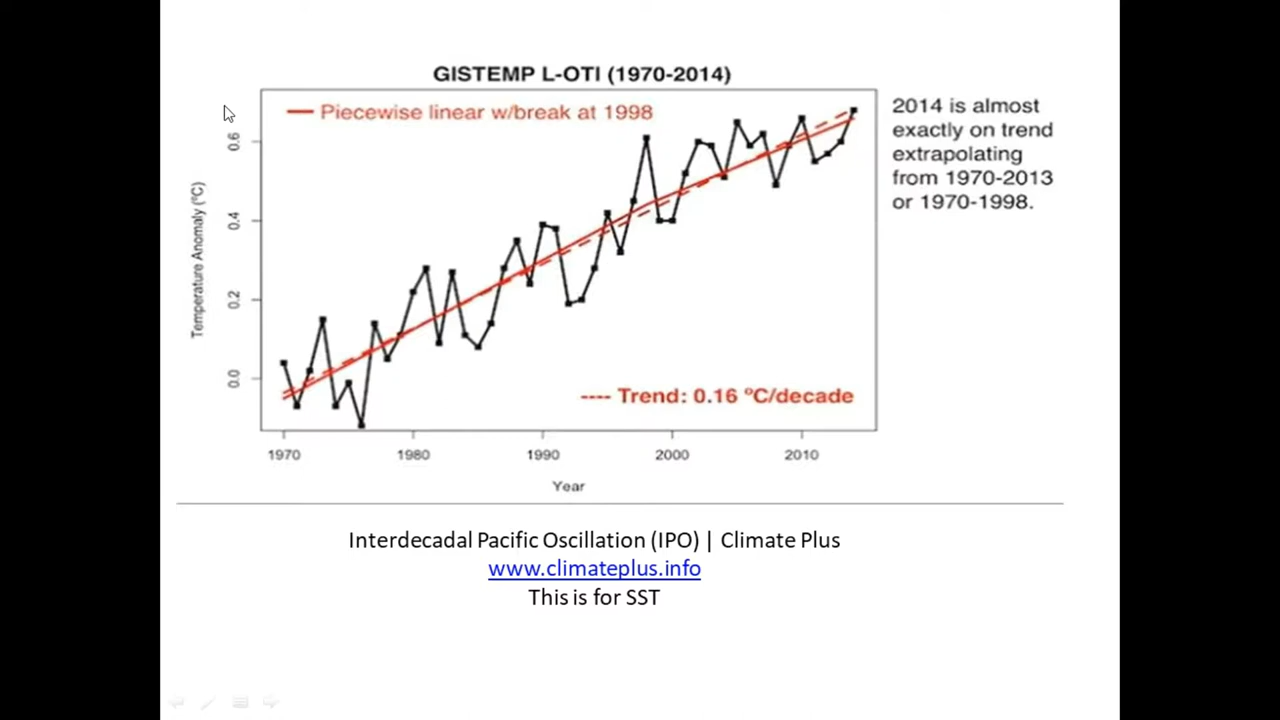 GISTEMP L-OTI (1970-2014)
Piecewise linear w/break at 1998
2014 is almost
exactly on trend
extrapolating
from 1970-2013
or 1970-1998.
Temperature Anomaly (ºC)
0.6
0.4
0.2
0.0
Trend: 0.16 ºC/decade
1970 1980 1990 2000 2010
Year
Interdecadal Pacific Oscillation (IPO) | Climate Plus
www.climateplus.info
This is for SST